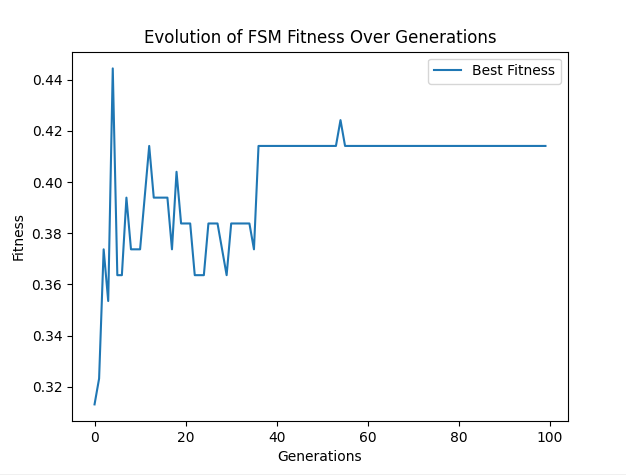 Evolution of FSM Fitness Over Generations
Best Fitness
0.44
0.42
0.40
0.38
0.36
0.34
0.32
Fitness
0 20 40 60 80 100
Generations